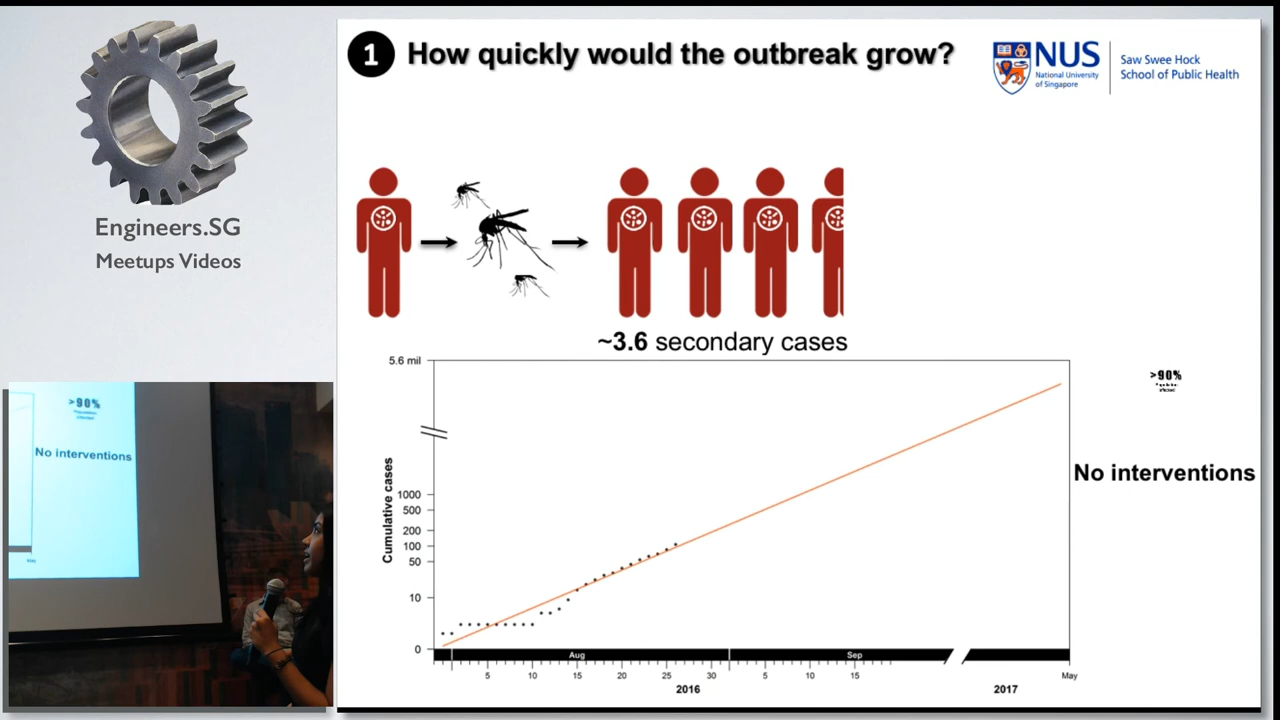 1 How quickly would the outbreak grow?
NUS
National University
of Singapore
Saw Swee Hock
School of Public Health
Engineers.SG
Meetups Videos
~3.6 secondary cases
5.6 mil
1000
500
200
100
50
10
0
Cumulative cases
Aug
Sep
5
10
15
20
25
30
5
10
15
May
2016
2017
>90%
No interventions
>90%
No interventions
May